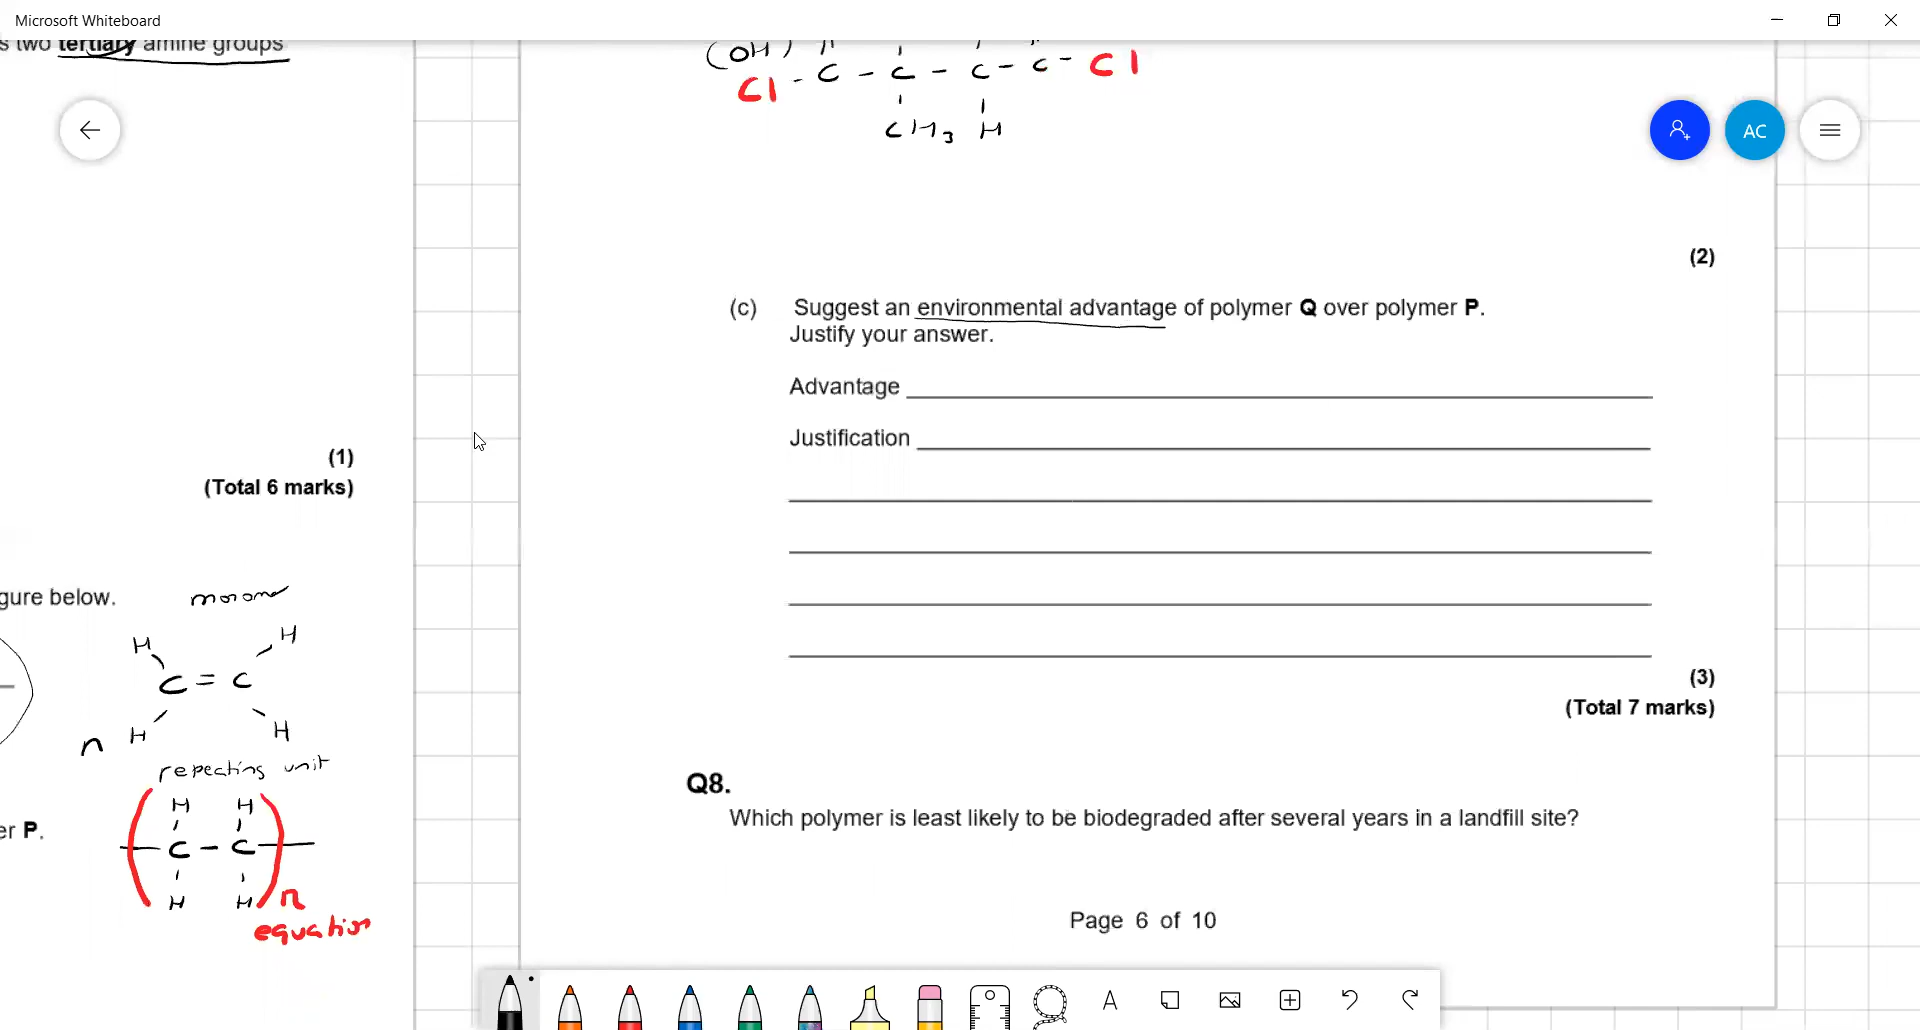 Microsoft Whiteboard
s two tertiary amine groups
(1)
(Total 6 marks)
gure below.
monomer
H H
C = C
n H H
repeating unit
er P.
H H
C - C
H H n
equation
(OH)
Cl - C - C - C - C - Cl
CH3 H
(2)
(c) Suggest an environmental advantage of polymer Q over polymer P.
Justify your answer.
Advantage
Justification
(3)
(Total 7 marks)
Q8.
Which polymer is least likely to be biodegraded after several years in a landfill site?
Page 6 of 10
AC
A